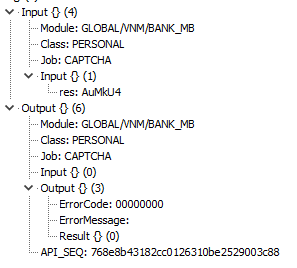 Input {} (4)
Module: GLOBAL/VNM/BANK_MB
Class: PERSONAL
Job: CAPTCHA
Input {} (1)
res: AuMkU4
Output {} (6)
Module: GLOBAL/VNM/BANK_MB
Class: PERSONAL
Job: CAPTCHA
Input {} (0)
Output {} (3)
ErrorCode: 00000000
ErrorMessage:
Result {} (0)
API_SEQ: 768e8b43182cc0126310be2529003c88